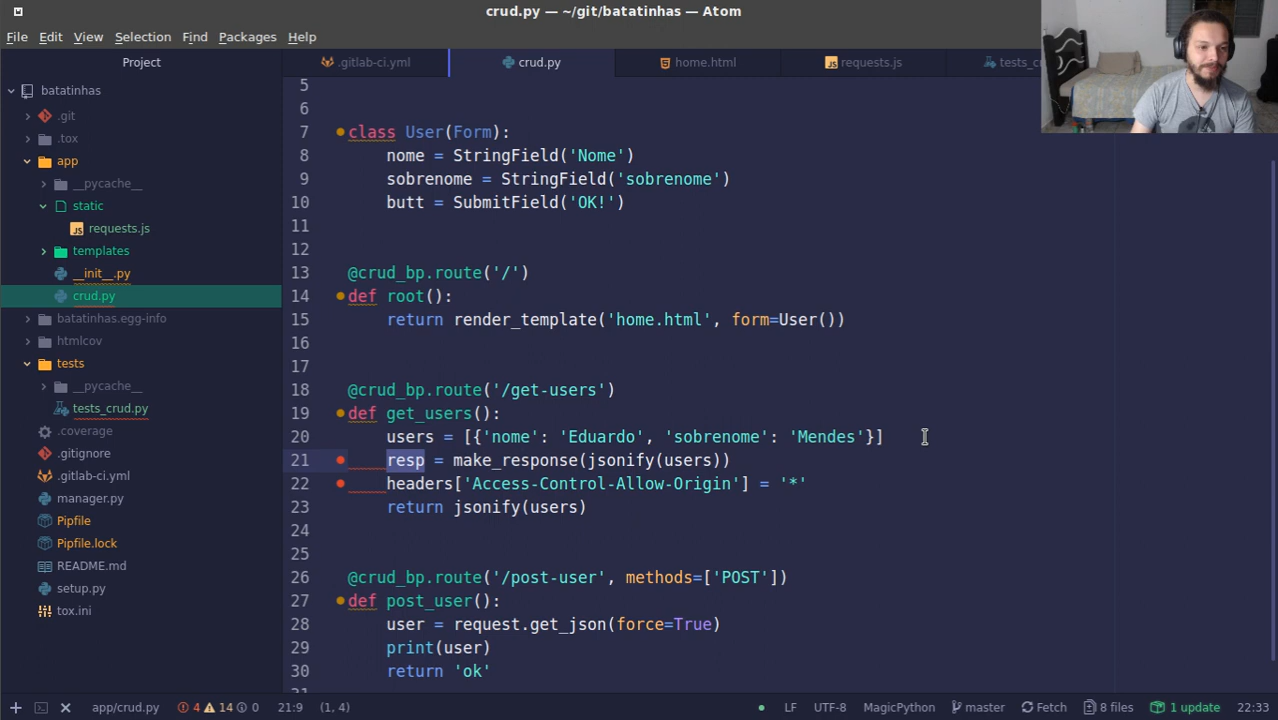 crud.py — ~/git/batatinhas — Atom
File Edit View Selection Find Packages Help
Project
.gitlab-ci.yml
crud.py
home.html
requests.js
tests_cr
batatinhas
.git
.tox
app
__pycache__
static
requests.js
templates
__init__.py
crud.py
batatinhas.egg-info
htmlcov
tests
__pycache__
tests_crud.py
.coverage
.gitignore
.gitlab-ci.yml
manager.py
Pipfile
Pipfile.lock
README.md
setup.py
tox.ini
5
6
7 class User(Form):
8 nome = StringField('Nome')
9 sobrenome = StringField('sobrenome')
10 butt = SubmitField('OK!')
11
12
13 @crud_bp.route('/')
14 def root():
15 return render_template('home.html', form=User())
16
17
18 @crud_bp.route('/get-users')
19 def get_users():
20 users = [{'nome': 'Eduardo', 'sobrenome': 'Mendes'}]
21 resp = make_response(jsonify(users))
22 headers['Access-Control-Allow-Origin'] = '*'
23 return jsonify(users)
24
25
26 @crud_bp.route('/post-user', methods=['POST'])
27 def post_user():
28 user = request.get_json(force=True)
29 print(user)
30 return 'ok'
app/crud.py 4 14 0 21:9 (1, 4) LF UTF-8 MagicPython master Fetch 8 files 1 update 22:33